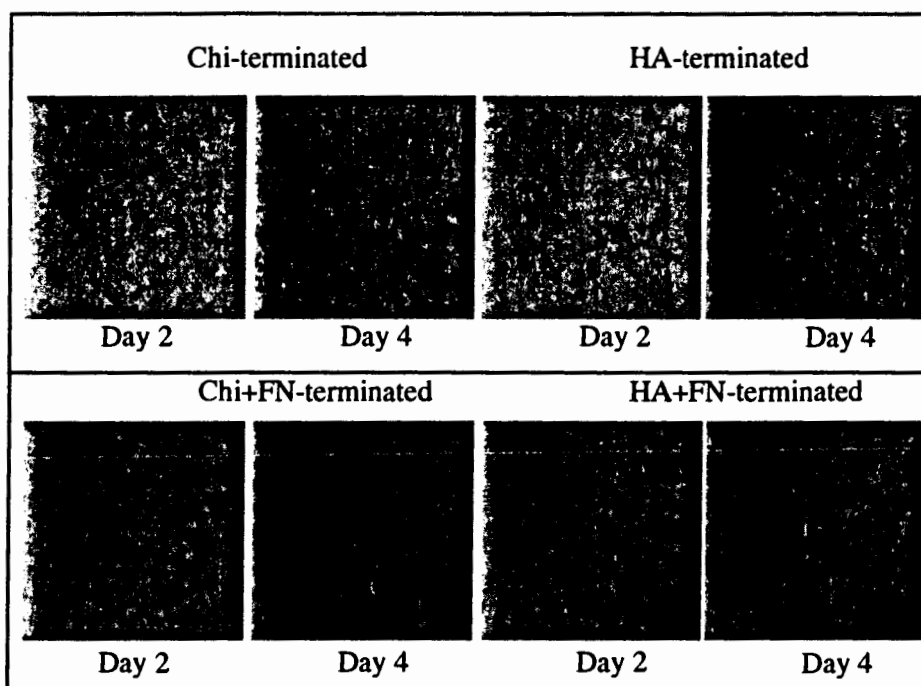 Chi-terminated HA-terminated
Day 2 Day 4 Day 2 Day 4
Chi+FN-terminated HA+FN-terminated
Day 2 Day 4 Day 2 Day 4